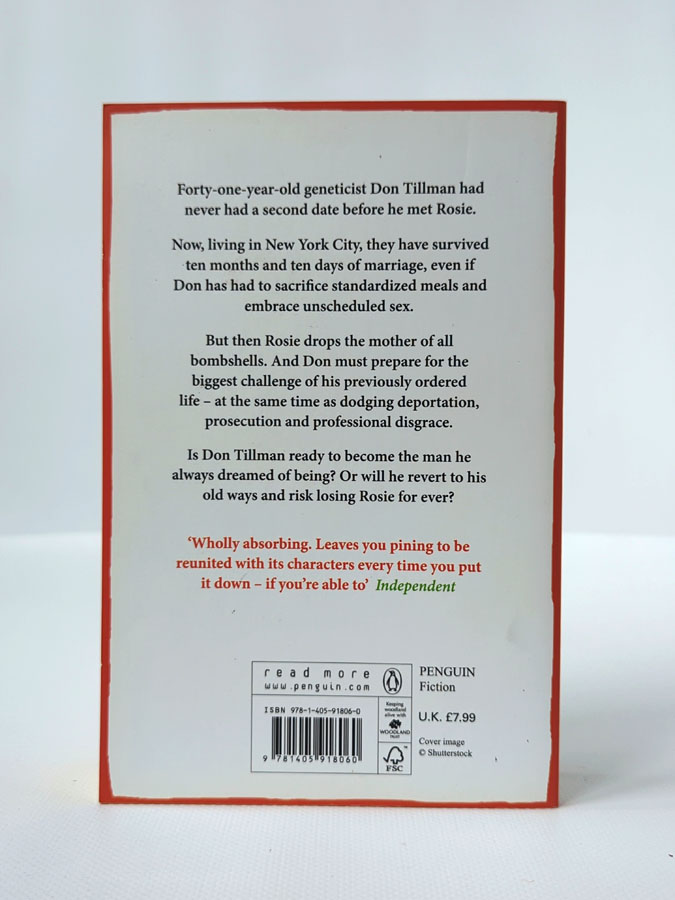 Forty-one-year-old geneticist Don Tillman had
never had a second date before he met Rosie.
Now, living in New York City, they have survived
ten months and ten days of marriage, even if
Don has had to sacrifice standardized meals and
embrace unscheduled sex.
But then Rosie drops the mother of all
bombshells. And Don must prepare for the
biggest challenge of his previously ordered
life – at the same time as dodging deportation,
prosecution and professional disgrace.
Is Don Tillman ready to become the man he
always dreamed of being? Or will he revert to his
old ways and risk losing Rosie for ever?
‘Wholly absorbing. Leaves you pining to be
reunited with its characters every time you put
it down – if you’re able to’ Independent
read more
www.penguin.com
PENGUIN
Fiction
ISBN 978-1-405-91806-0
9 781405 918060
Keeping
woodland
alive with
WOODLAND
TRUST
FSC
U.K. £7.99
Cover image
© Shutterstock